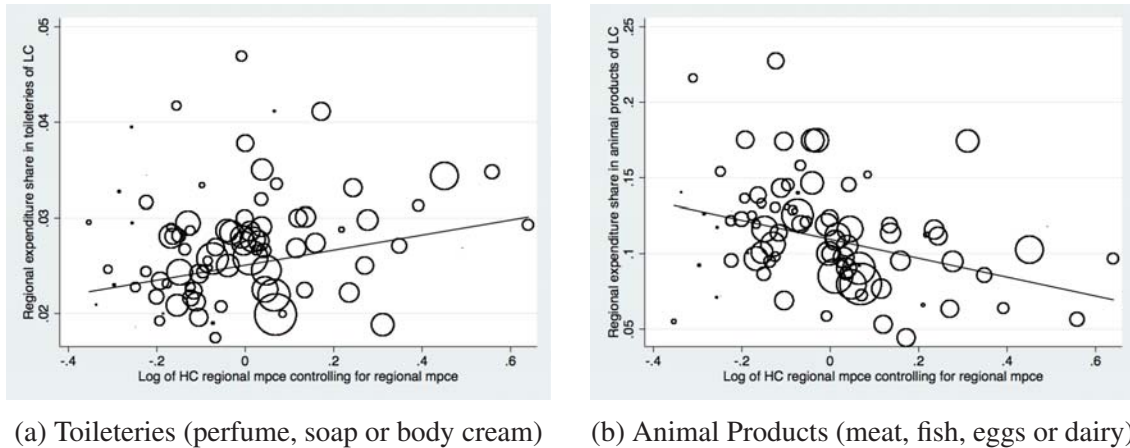 .05
.04
.03
.02
Regional expenditure share in toileteries of LC
-.4 -.2 0 .2 .4 .6
Log of HC regional mpce controlling for regional mpce
(a) Toileteries (perfume, soap or body cream)
.25
.2
.15
.1
.05
Regional expenditure share in animal products of LC
-.4 -.2 0 .2 .4 .6
Log of HC regional mpce controlling for regional mpce
(b) Animal Products (meat, fish, eggs or dairy)